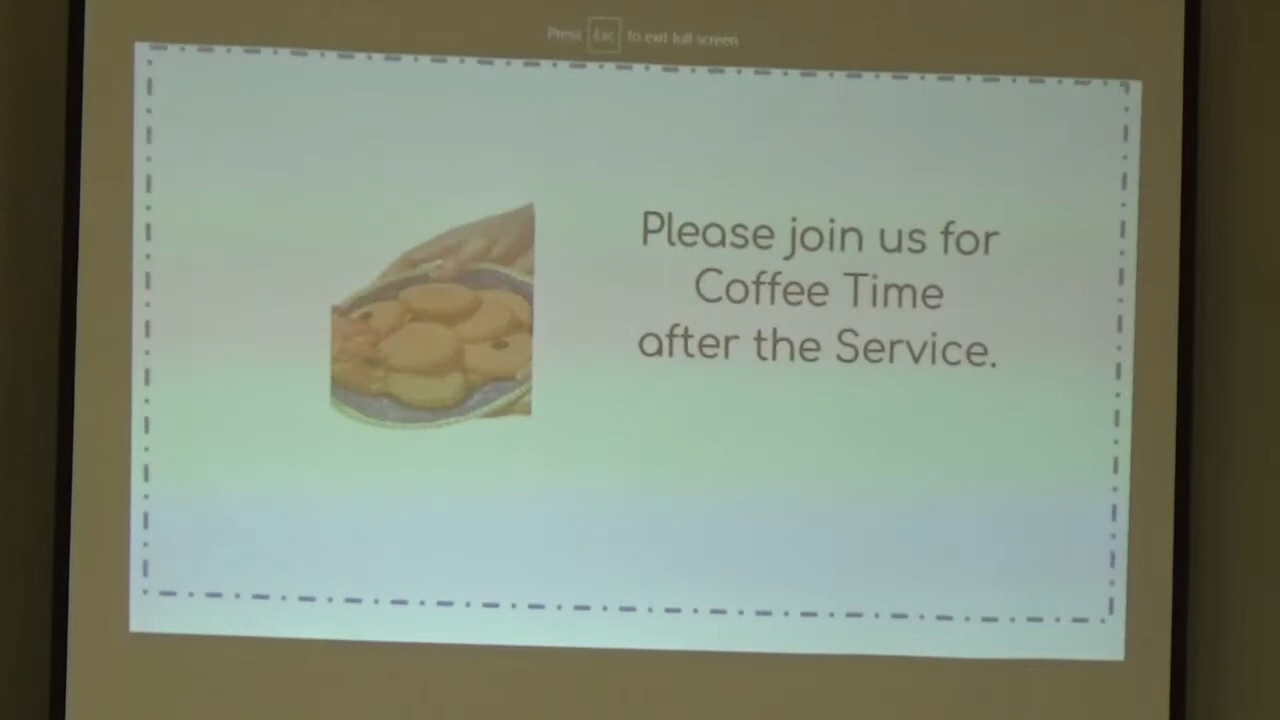 Press Esc to exit full screen
Please join us for
Coffee Time
after the Service.